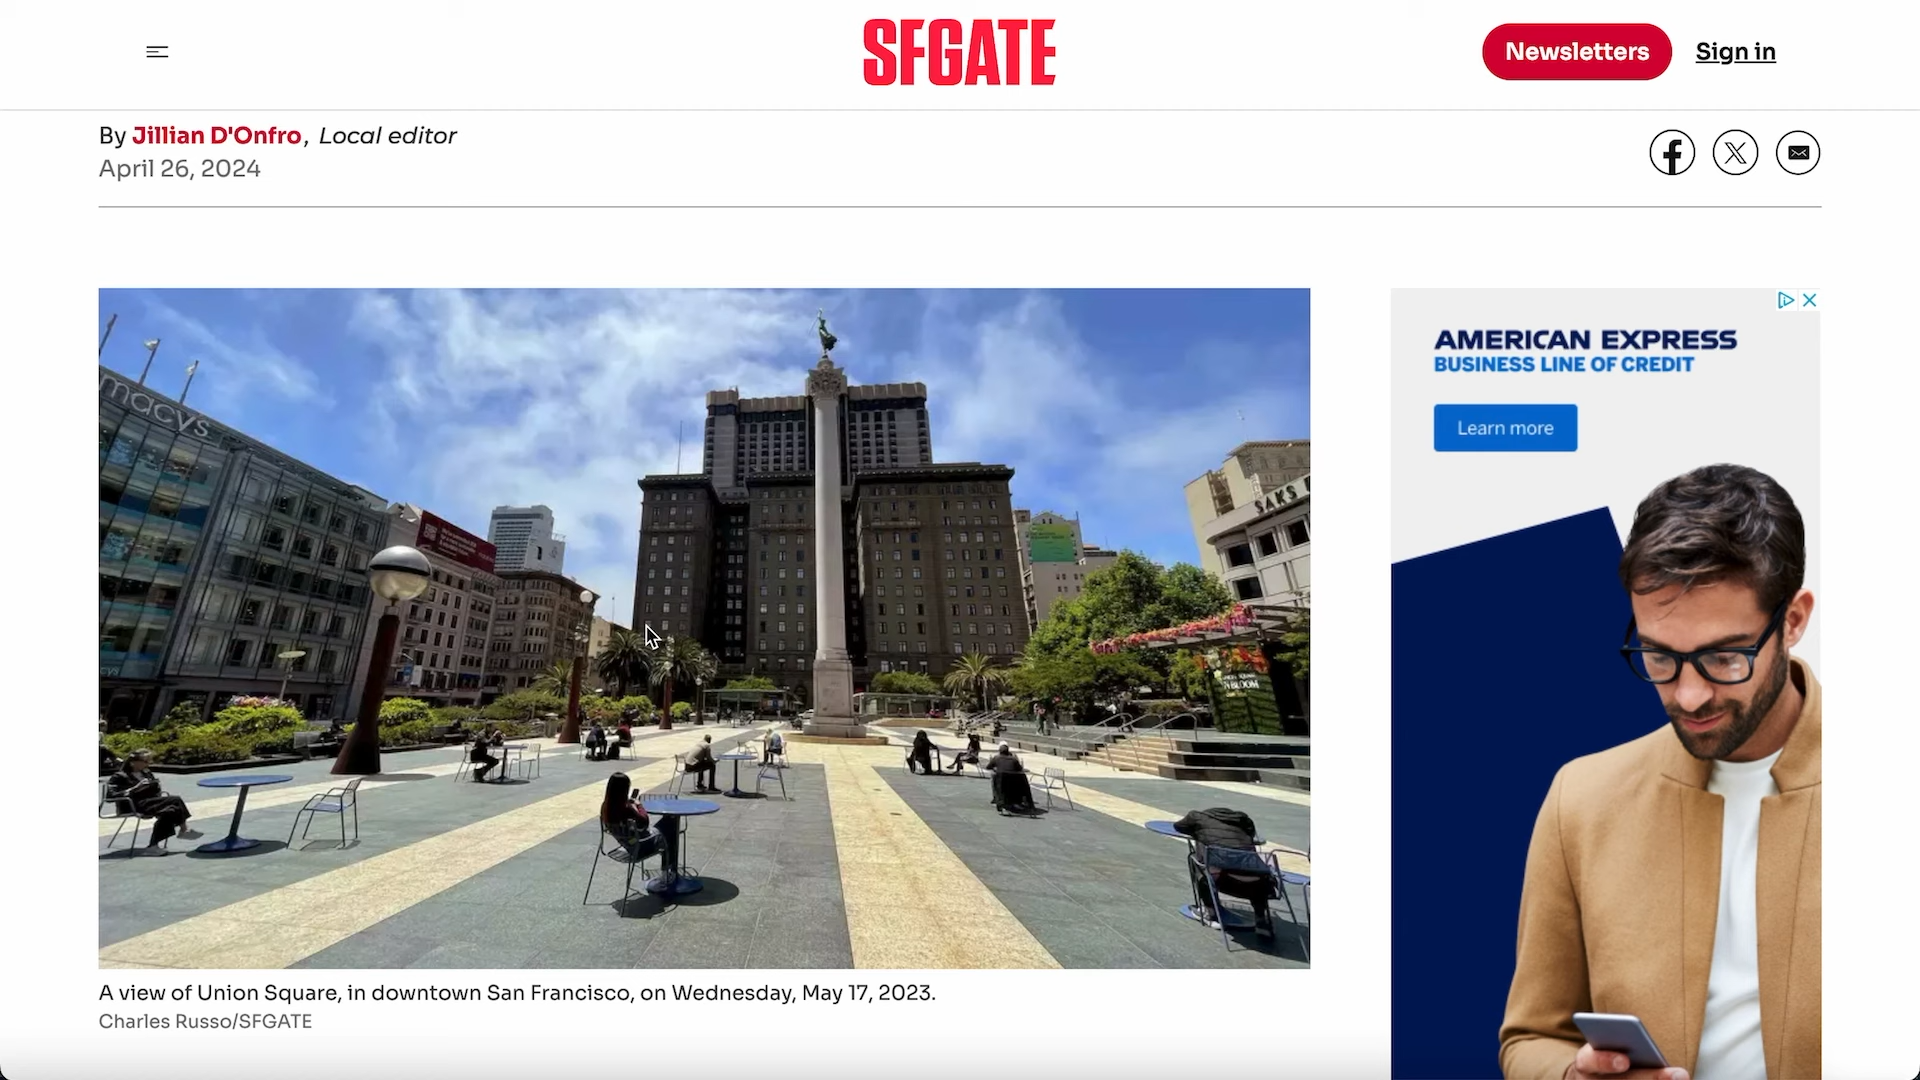 SFGATE
Newsletters
Sign in
By Jillian D'Onfro, Local editor
April 26, 2024
macys
SAKS
N BLOOM
AMERICAN EXPRESS
BUSINESS LINE OF CREDIT
Learn more
A view of Union Square, in downtown San Francisco, on Wednesday, May 17, 2023.
Charles Russo/SFGATE